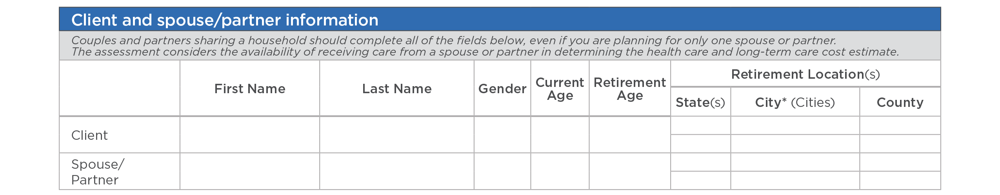 Client and spouse/partner information
Couples and partners sharing a household should complete all of the fields below, even if you are planning for only one spouse or partner.
The assessment considers the availability of receiving care from a spouse or partner in determining the health care and long-term care cost estimate.
First Name
Last Name
Gender
Current
Age
Retirement
Age
Retirement Location(s)
State(s)
City* (Cities)
County
Client
Spouse/
Partner